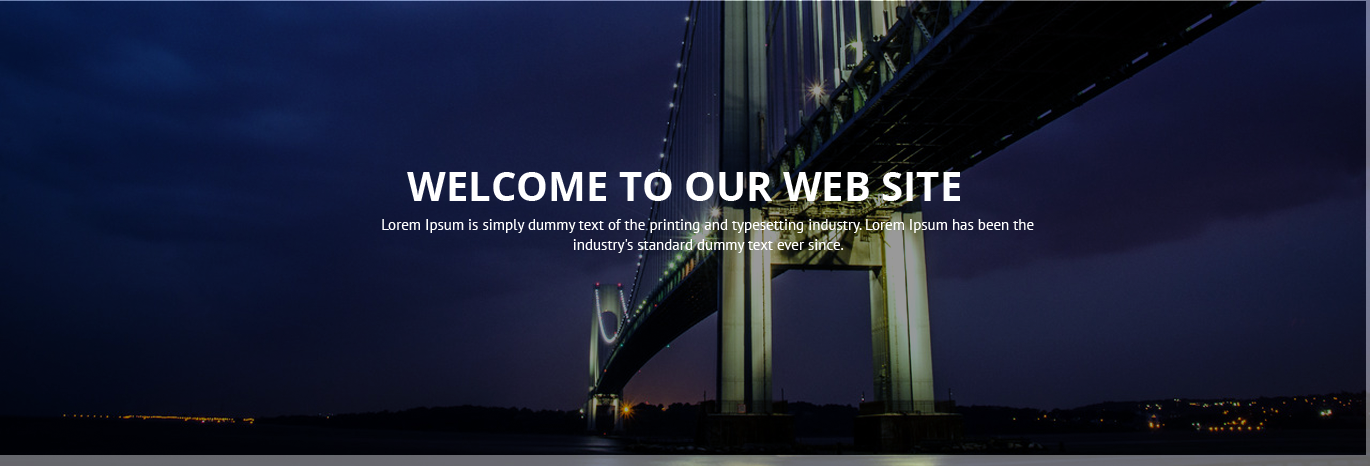 WELCOME TO OUR WEB SITE
Lorem Ipsum is simply dummy text of the printing and typesetting industry. Lorem Ipsum has been the
industry's standard dummy text ever since.